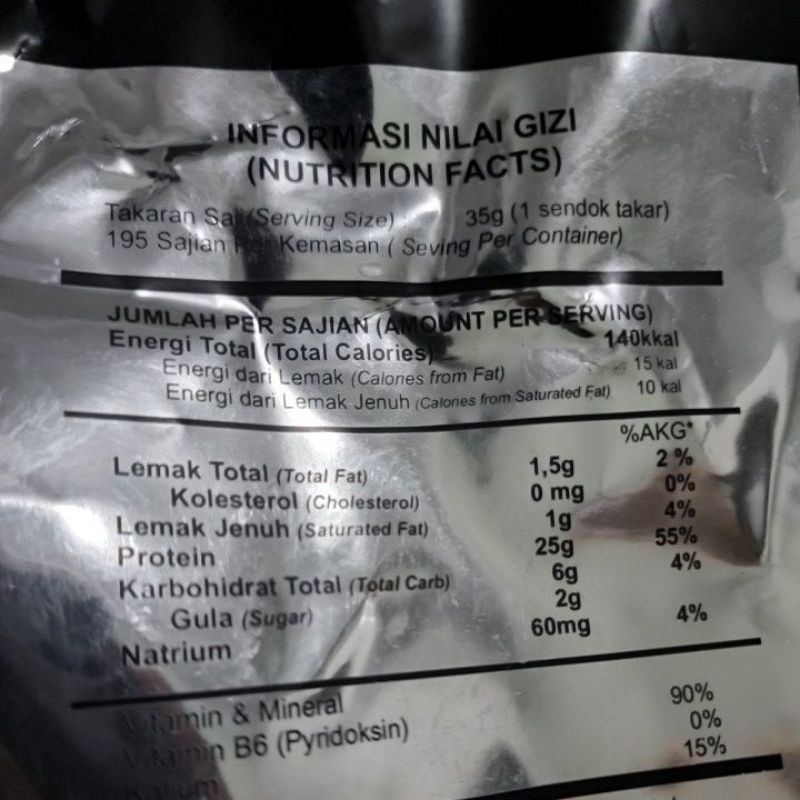 INFORMASI NILAI GIZI
(NUTRITION FACTS)
Takaran Saji (Serving Size) : 35g (1 sendok takar)
195 Sajian Per Kemasan ( Seving Per Container)
JUMLAH PER SAJIAN (AMOUNT PER SERVING)
Energi Total (Total Calories) 140kkal
Energi dari Lemak (Calories from Fat) 15 kal
Energi dari Lemak Jenuh (Calories from Saturated Fat) 10 kal
%AKG*
Lemak Total (Total Fat) 1,5g 2 %
Kolesterol (Cholesterol) 0 mg 0%
Lemak Jenuh (Saturated Fat) 1g 4%
Protein 25g 55%
Karbohidrat Total (Total Carb) 6g 4%
Gula (Sugar) 2g
Natrium 60mg 4%
Vitamin & Mineral
Vitamin B6 (Pyridoksin) 90%
Kalium 0%
15%